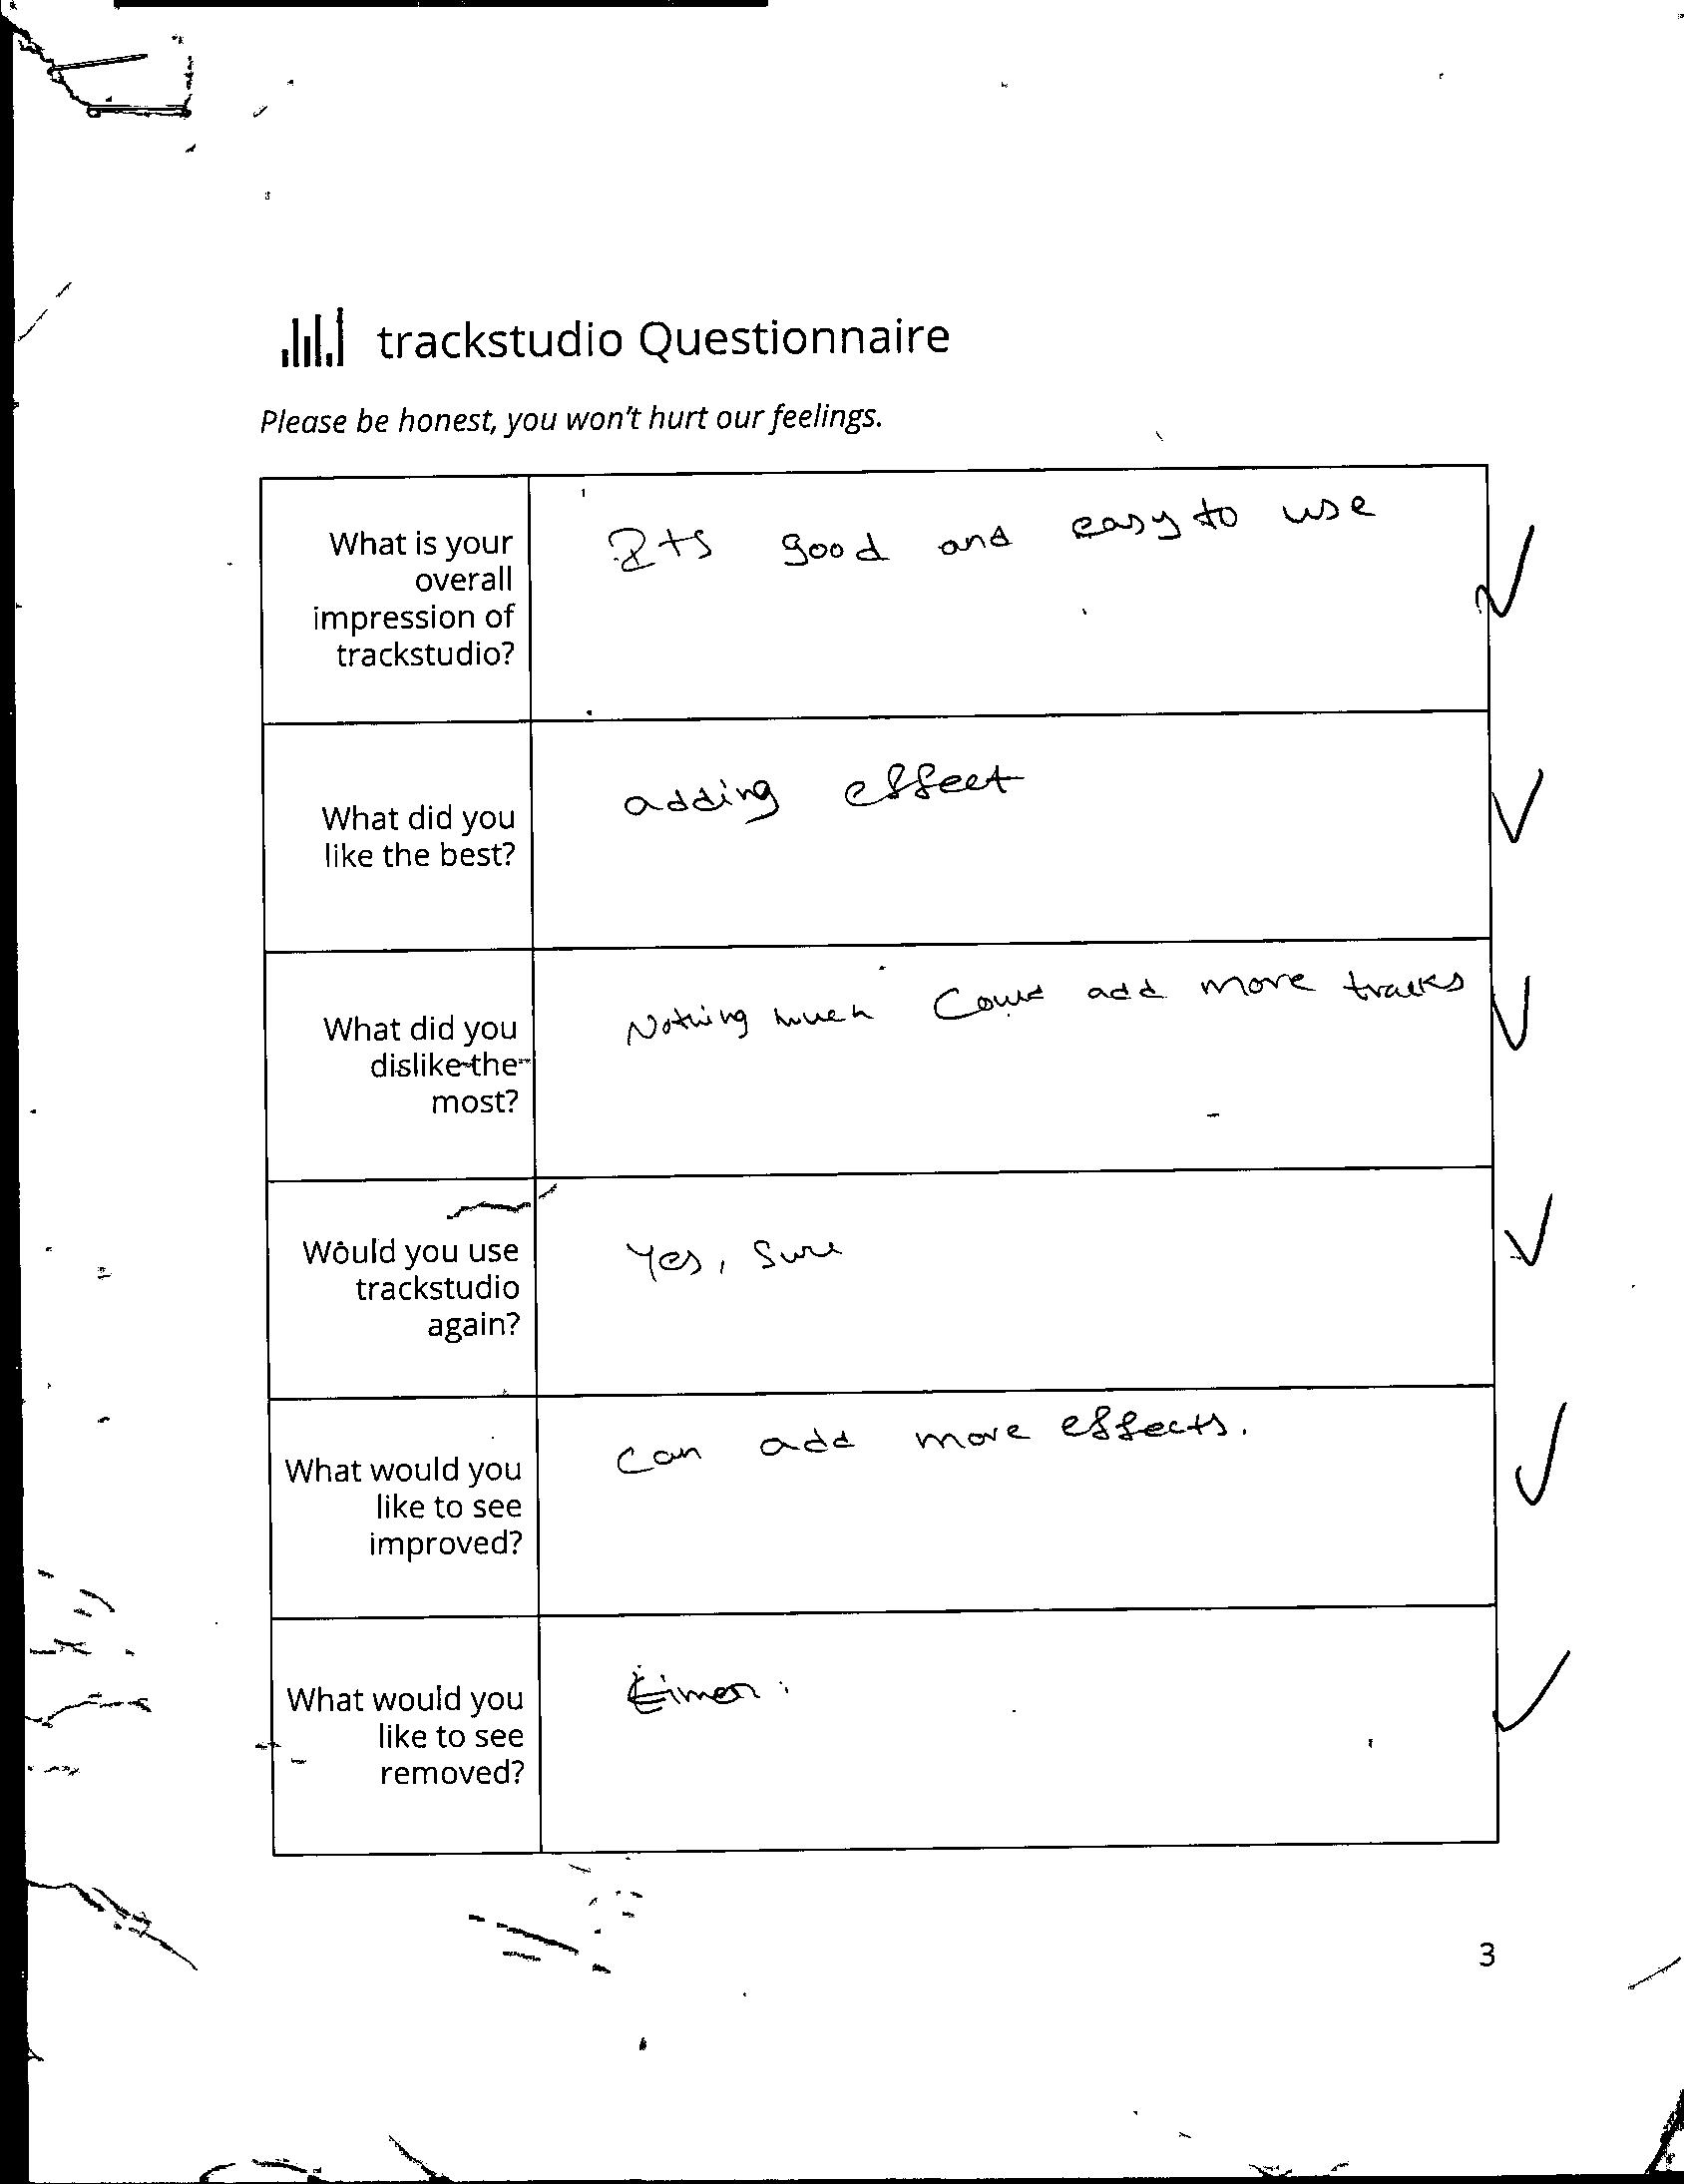 trackstudio Questionnaire
Please be honest, you won't hurt our feelings.
What is your
overall
impression of
trackstudio?
Its good and easy to use
What did you
like the best?
adding effect
What did you
dislike the
most?
Nothing much Could add more tracks
Would you use
trackstudio
again?
Yes, Sure
What would you
like to see
improved?
Can add more effects.
What would you
like to see
removed?
3